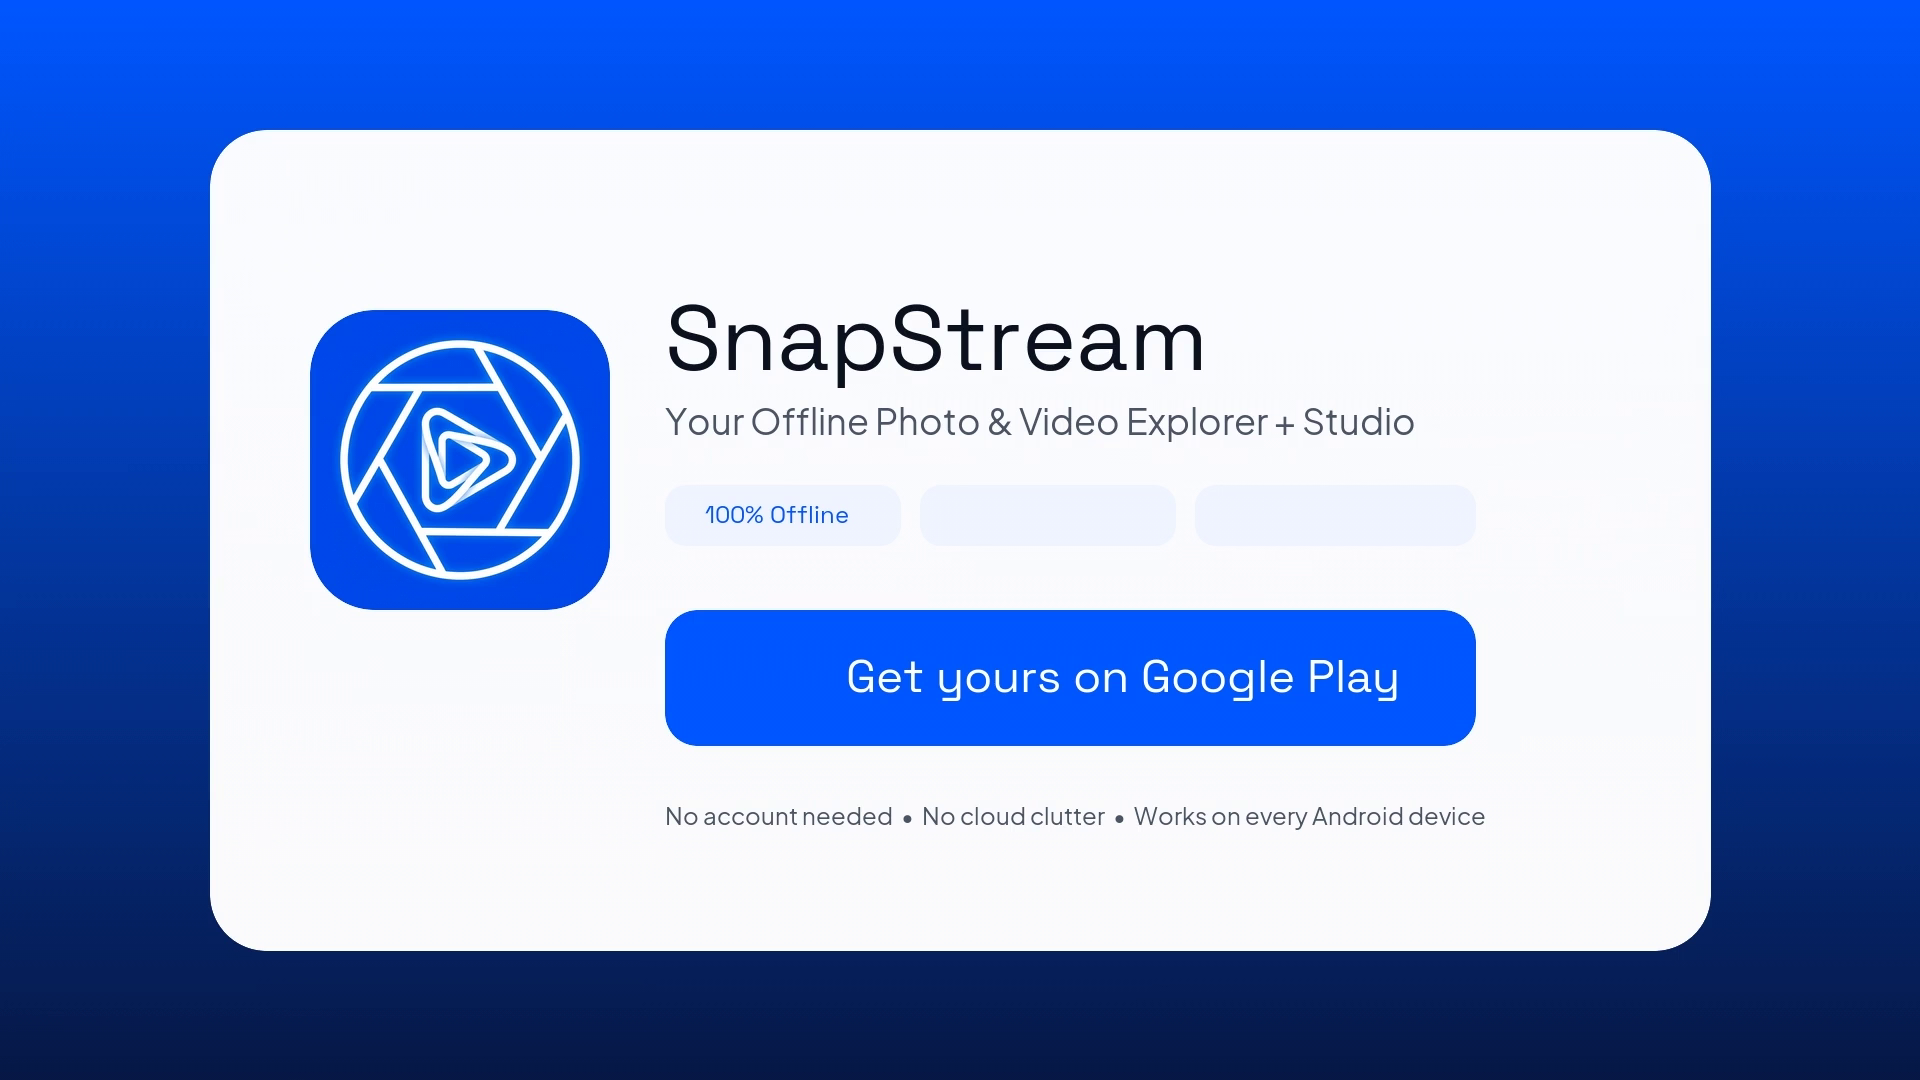 SnapStream
Your Offline Photo & Video Explorer + Studio
100% Offline
Get yours on Google Play
No account needed • No cloud clutter • Works on every Android device